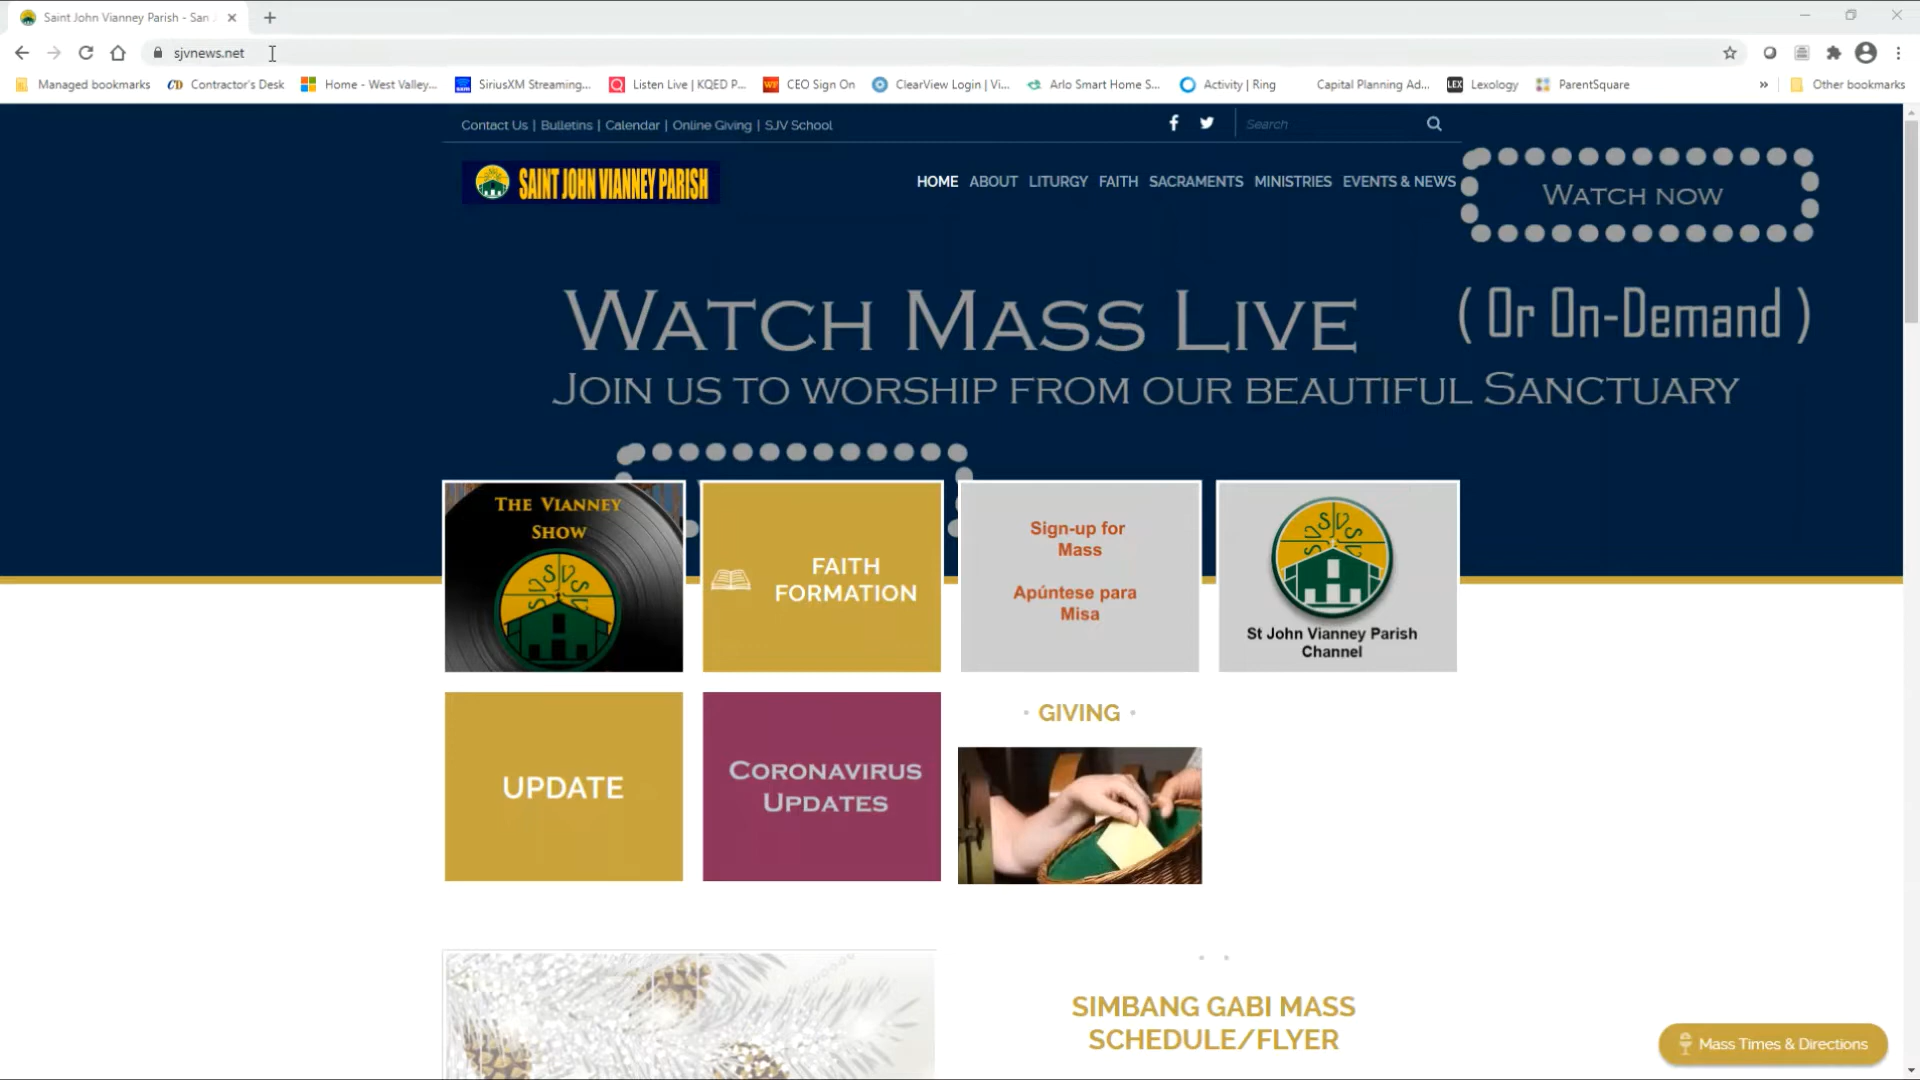 Saint John Vianney Parish - San J
sjvnews.net
Managed bookmarks
Contractor's Desk
Home - West Valley...
SiriusXM Streaming...
Listen Live | KQED P...
CEO Sign On
ClearView Login | Vi...
Arlo Smart Home S...
Activity | Ring
Capital Planning Ad...
Lexology
ParentSquare
»
Other bookmarks
Contact Us | Bulletins | Calendar | Online Giving | SJV School
Search
SAINT JOHN VIANNEY PARISH
HOME ABOUT LITURGY FAITH SACRAMENTS MINISTRIES EVENTS & NEWS
WATCH NOW
WATCH MASS LIVE
( Or On-Demand )
JOIN US TO WORSHIP FROM OUR BEAUTIFUL SANCTUARY
THE VIANNEY
SHOW
FAITH
FORMATION
Sign-up for
Mass
Apúntese para
Misa
St John Vianney Parish
Channel
UPDATE
CORONAVIRUS
UPDATES
GIVING
SIMBANG GABI MASS
SCHEDULE/FLYER
Mass Times & Directions